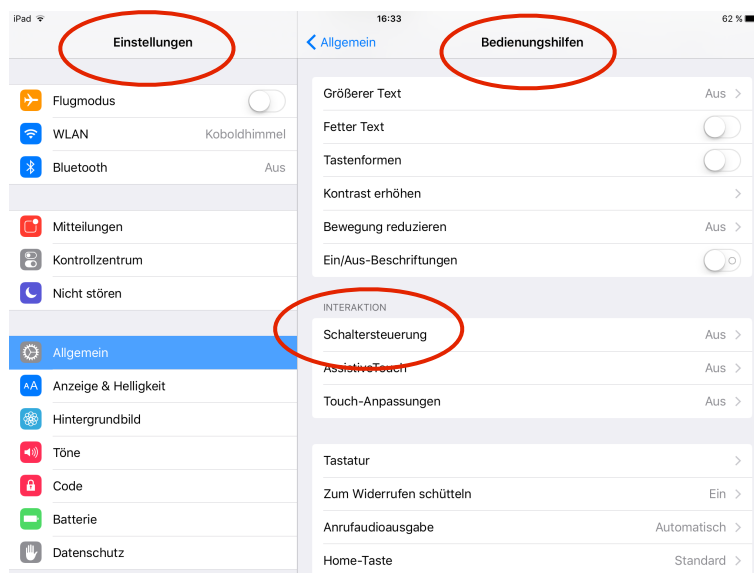 iPad 16:33 62 %
Einstellungen
Flugmodus
WLAN Koboldhimmel
Bluetooth Aus
Mitteilungen
Kontrollzentrum
Nicht stören
Allgemein
AA Anzeige & Helligkeit
Hintergrundbild
Töne
Code
Batterie
Datenschutz
Allgemein Bedienungshilfen
Größerer Text Aus
Fetter Text
Tastenformen
Kontrast erhöhen
Bewegung reduzieren Aus
Ein/Aus-Beschriftungen
INTERAKTION
Schaltersteuerung Aus
AssistiveTouch Aus
Touch-Anpassungen Aus
Tastatur
Zum Widerrufen schütteln Ein
Anrufaudioausgabe Automatisch
Home-Taste Standard